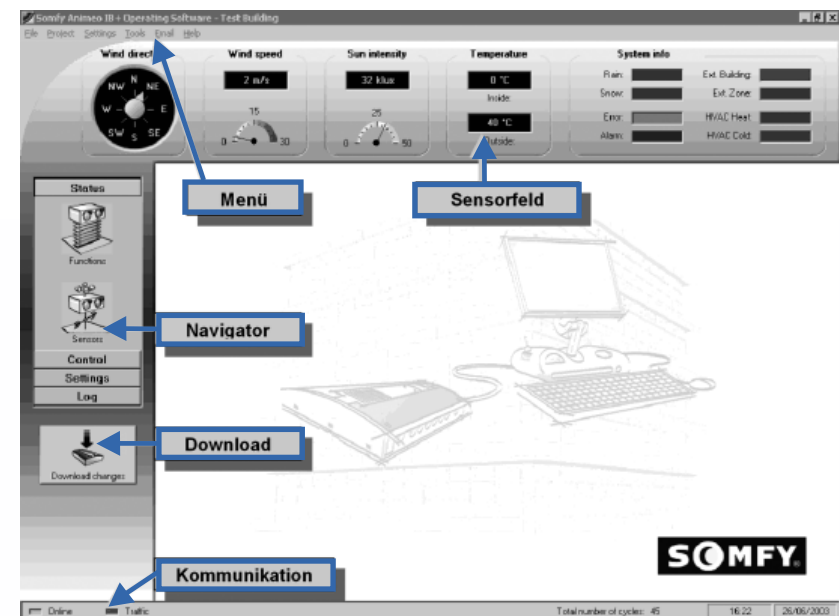 Somfy Animeo IB+ Operating Software - Test Building
File Project Settings Tools Email Help
Wind direct
Wind speed
Sun intensity
Temperature
System info
N
NE
E
SE
S
SW
W
NW
2 m/s
15
0
30
32 klux
25
0
50
0 °C
Inside:
40 °C
Outside:
Rain:
Snow:
Error:
Alarm:
Ext. Building:
Ext. Zone:
HVAC Heat:
HVAC Cold:
Menü
Sensorfeld
Status
Functions
Sensors
Navigator
Control
Settings
Log
Download
Download changes
SOMFY
Kommunikation
Online
Traffic
Total number of cycles: 45
16:22
26/06/2003